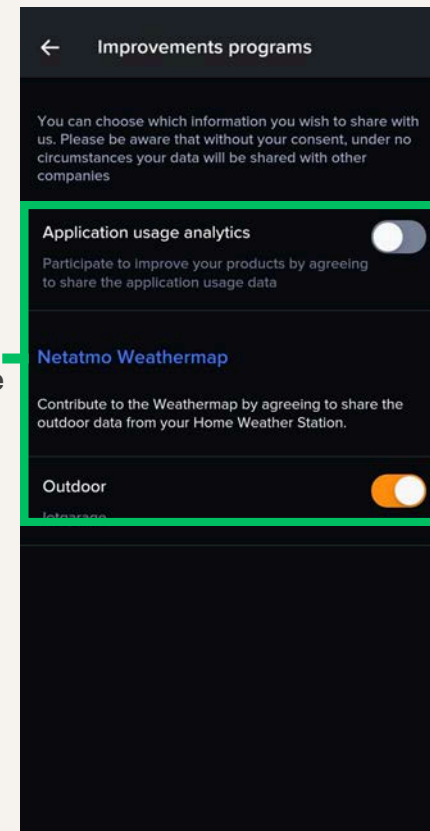 Improvements programs
You can choose which information you wish to share with
us. Please be aware that without your consent, under no
circumstances your data will be shared with other
companies
Application usage analytics
Participate to improve your products by agreeing
to share the application usage data
Netatmo Weathermap
e
Contribute to the Weathermap by agreeing to share the
outdoor data from your Home Weather Station.
Outdoor